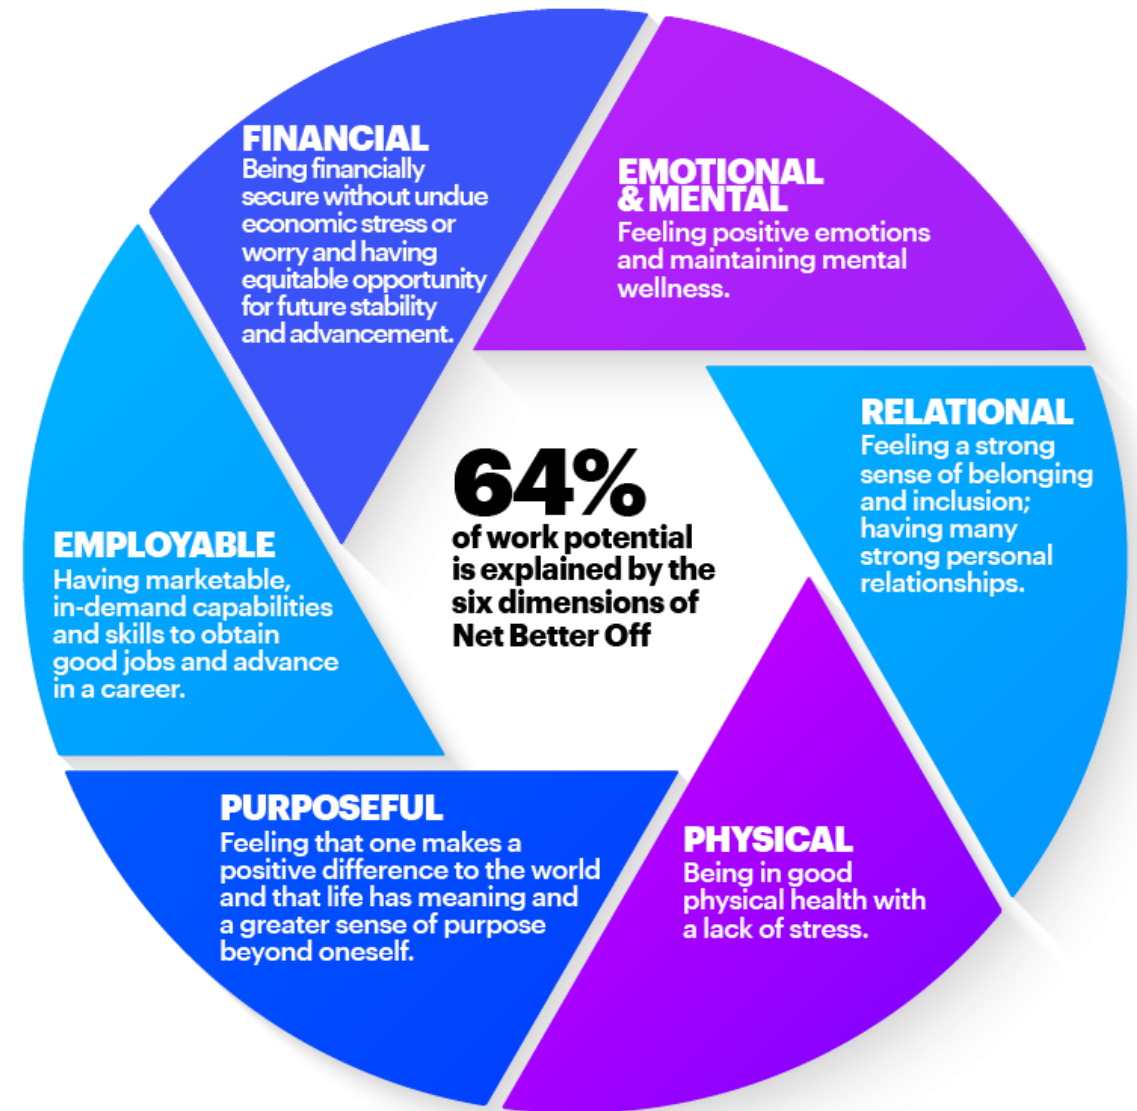 FINANCIAL
Being financially
secure without undue
economic stress or
worry and having
equitable opportunity
for future stability
and advancement.
EMOTIONAL
& MENTAL
Feeling positive emotions
and maintaining mental
wellness.
RELATIONAL
Feeling a strong
sense of belonging
and inclusion;
having many
strong personal
relationships.
PHYSICAL
Being in good
physical health with
a lack of stress.
PURPOSEFUL
Feeling that one makes a
positive difference to the world
and that life has meaning and
a greater sense of purpose
beyond oneself.
EMPLOYABLE
Having marketable,
in-demand capabilities
and skills to obtain
good jobs and advance
in a career.
64%
of work potential
is explained by the
six dimensions of
Net Better Off